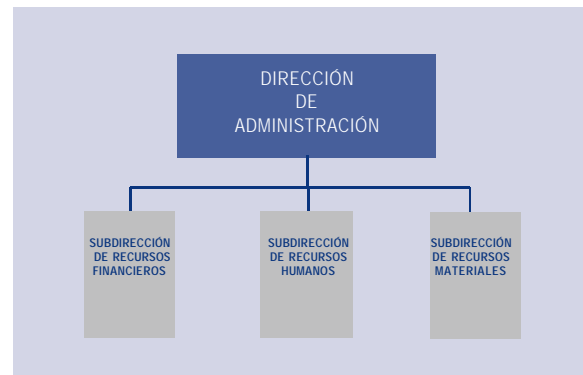 DIRECCIÓN
DE
ADMINISTRACIÓN
SUBDIRECCIÓN
DE RECURSOS
FINANCIEROS
SUBDIRECCIÓN
DE RECURSOS
HUMANOS
SUBDIRECCIÓN
DE RECURSOS
MATERIALES